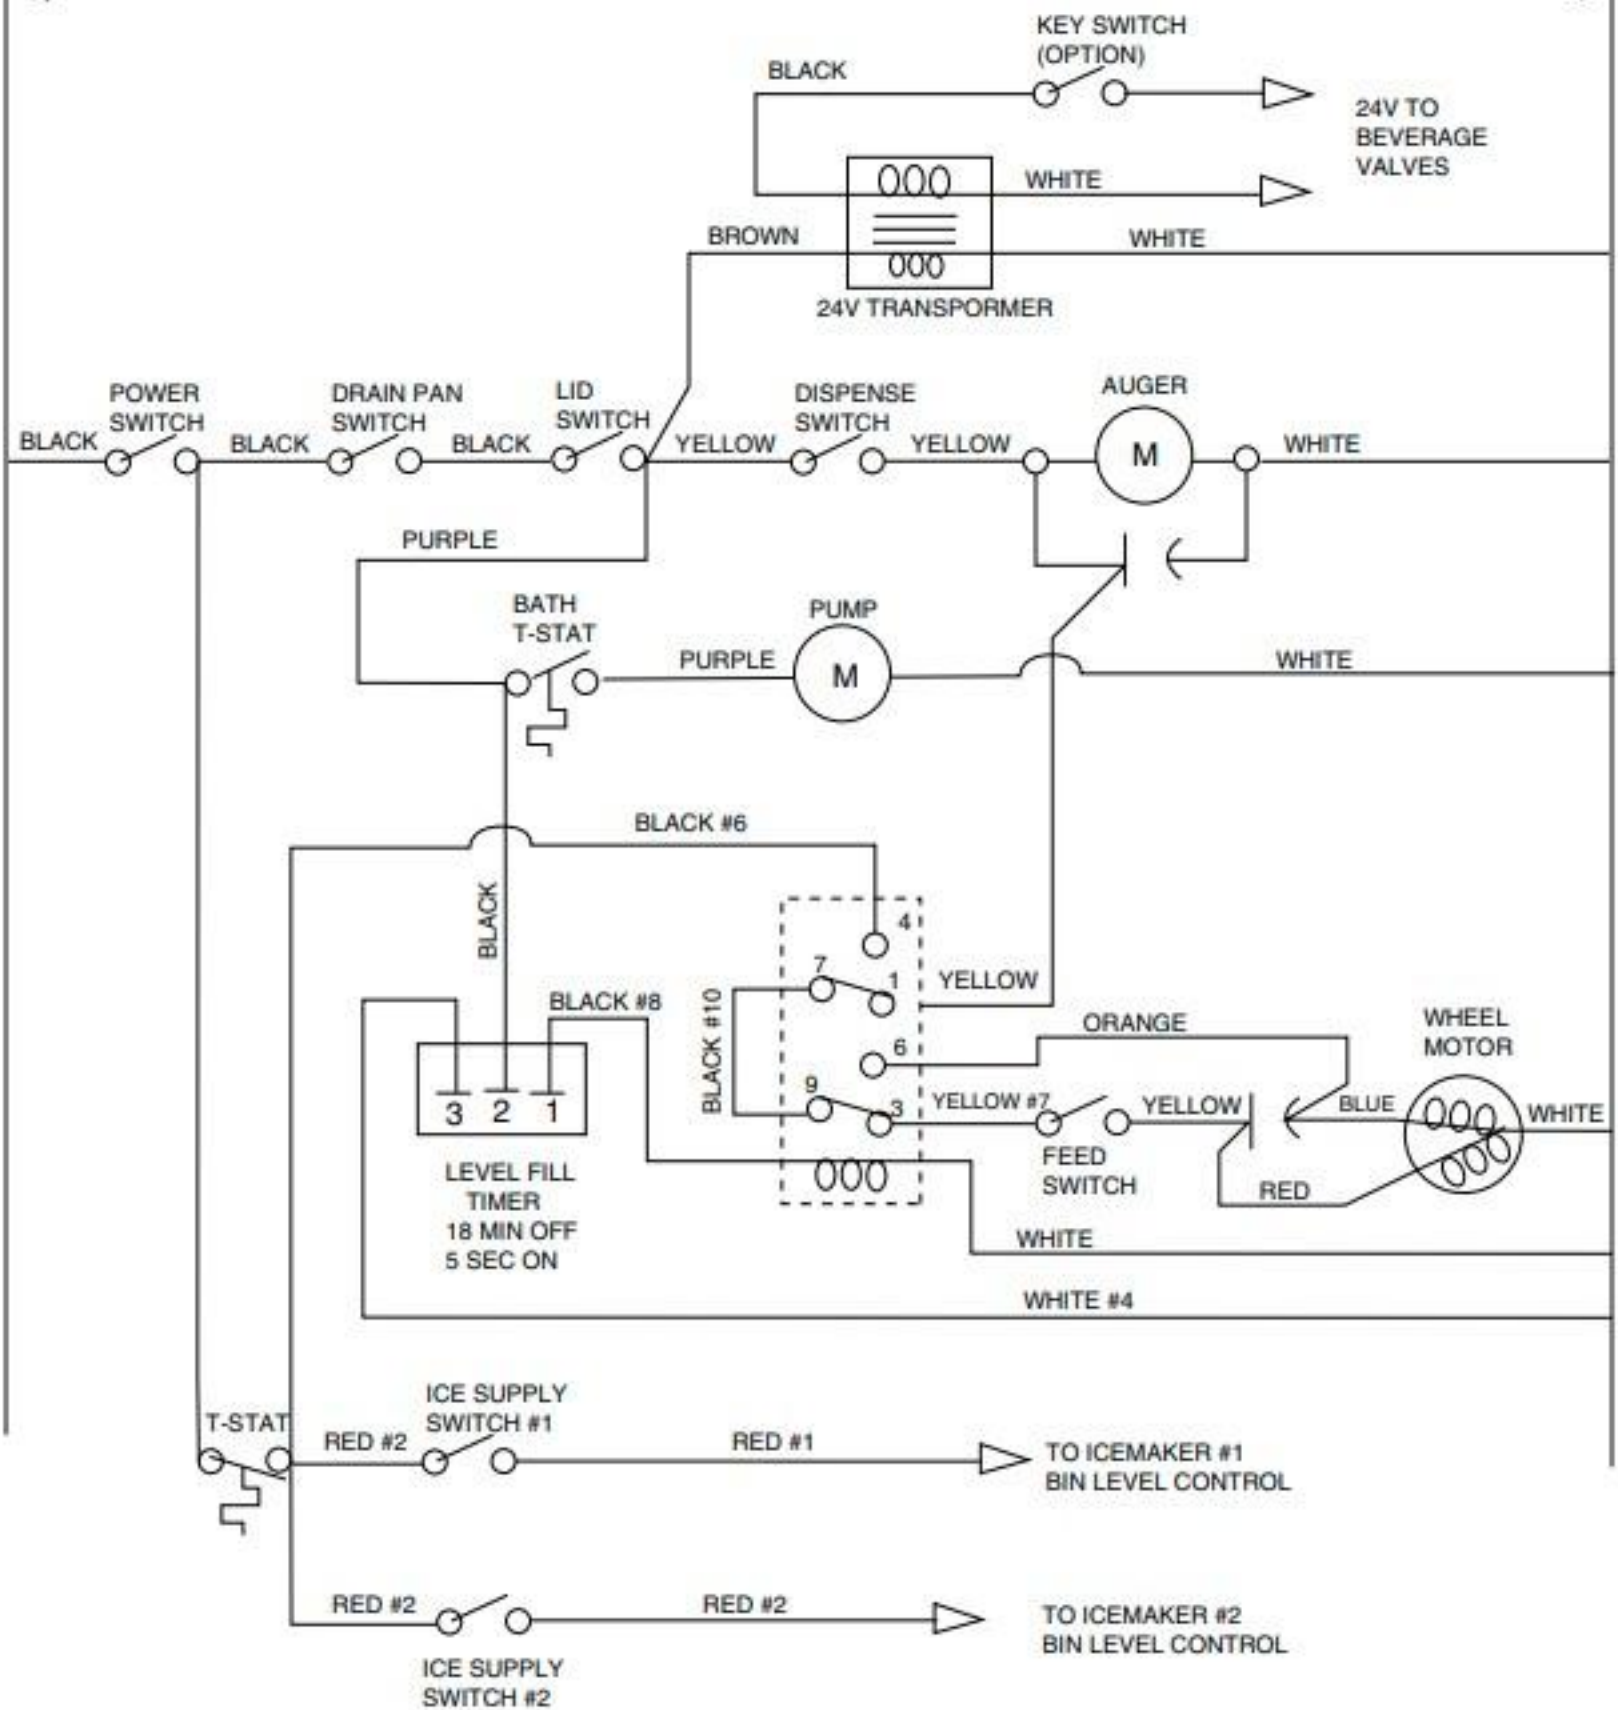 KEY SWITCH
(OPTION)
BLACK
24V TO
BEVERAGE
VALVES
WHITE
BROWN
WHITE
24V TRANSPORMER
POWER
SWITCH
DRAIN PAN
SWITCH
LID
SWITCH
DISPENSE
SWITCH
AUGER
BLACK
BLACK
BLACK
YELLOW
YELLOW
M
WHITE
PURPLE
BATH
T-STAT
PUMP
PURPLE
M
WHITE
BLACK #6
BLACK
4
7
1
YELLOW
BLACK #8
BLACK #10
ORANGE
WHEEL
MOTOR
6
9
3
YELLOW #7
YELLOW
BLUE
WHITE
3 2 1
FEED
SWITCH
RED
LEVEL FILL
TIMER
18 MIN OFF
5 SEC ON
WHITE
WHITE #4
T-STAT
ICE SUPPLY
SWITCH #1
RED #2
RED #1
TO ICEMAKER #1
BIN LEVEL CONTROL
RED #2
RED #2
TO ICEMAKER #2
BIN LEVEL CONTROL
ICE SUPPLY
SWITCH #2